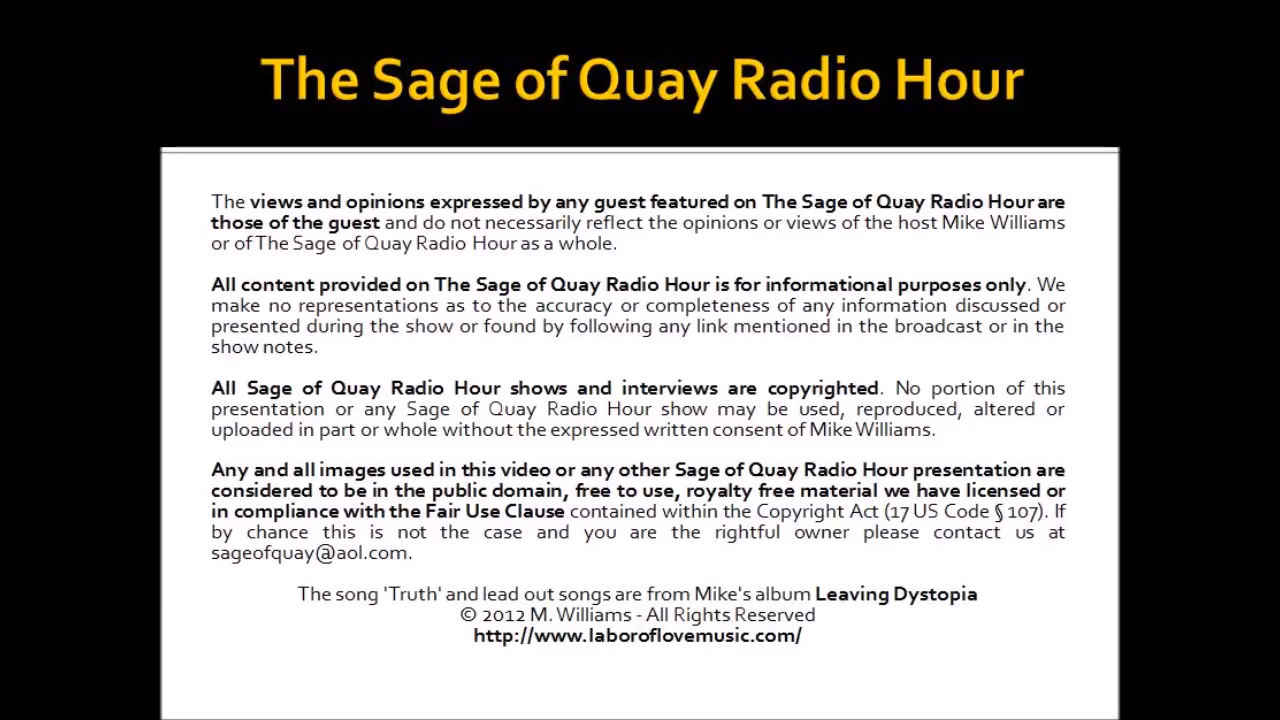 The Sage of Quay Radio Hour
The views and opinions expressed by any guest featured on The Sage of Quay Radio Hour are
those of the guest and do not necessarily reflect the opinions or views of the host Mike Williams
or of The Sage of Quay Radio Hour as a whole.
All content provided on The Sage of Quay Radio Hour is for informational purposes only. We
make no representations as to the accuracy or completeness of any information discussed or
presented during the show or found by following any link mentioned in the broadcast or in the
show notes.
All Sage of Quay Radio Hour shows and interviews are copyrighted. No portion of this
presentation or any Sage of Quay Radio Hour show may be used, reproduced, altered or
uploaded in part or whole without the expressed written consent of Mike Williams.
Any and all images used in this video or any other Sage of Quay Radio Hour presentation are
considered to be in the public domain, free to use, royalty free material we have licensed or
in compliance with the Fair Use Clause contained within the Copyright Act (17 US Code § 107). If
by chance this is not the case and you are the rightful owner please contact us at
sageofquay@aol.com.
The song 'Truth' and lead out songs are from Mike's album Leaving Dystopia
© 2012 M. Williams - All Rights Reserved
http://www.laboroflovemusic.com/